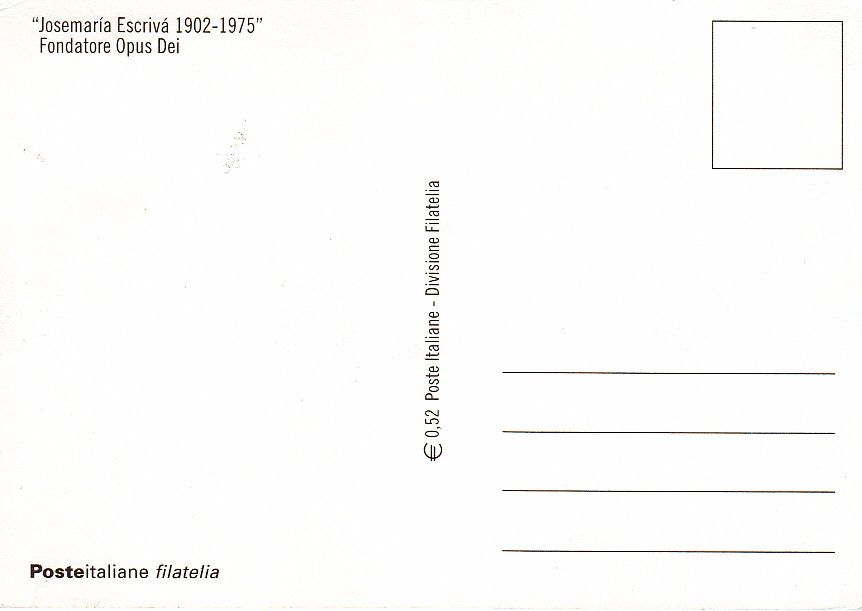 “Josemaría Escrivá 1902-1975”
Fondatore Opus Dei
€ 0,52 Poste Italiane - Divisione Filatelia
Posteitaliane filatelia